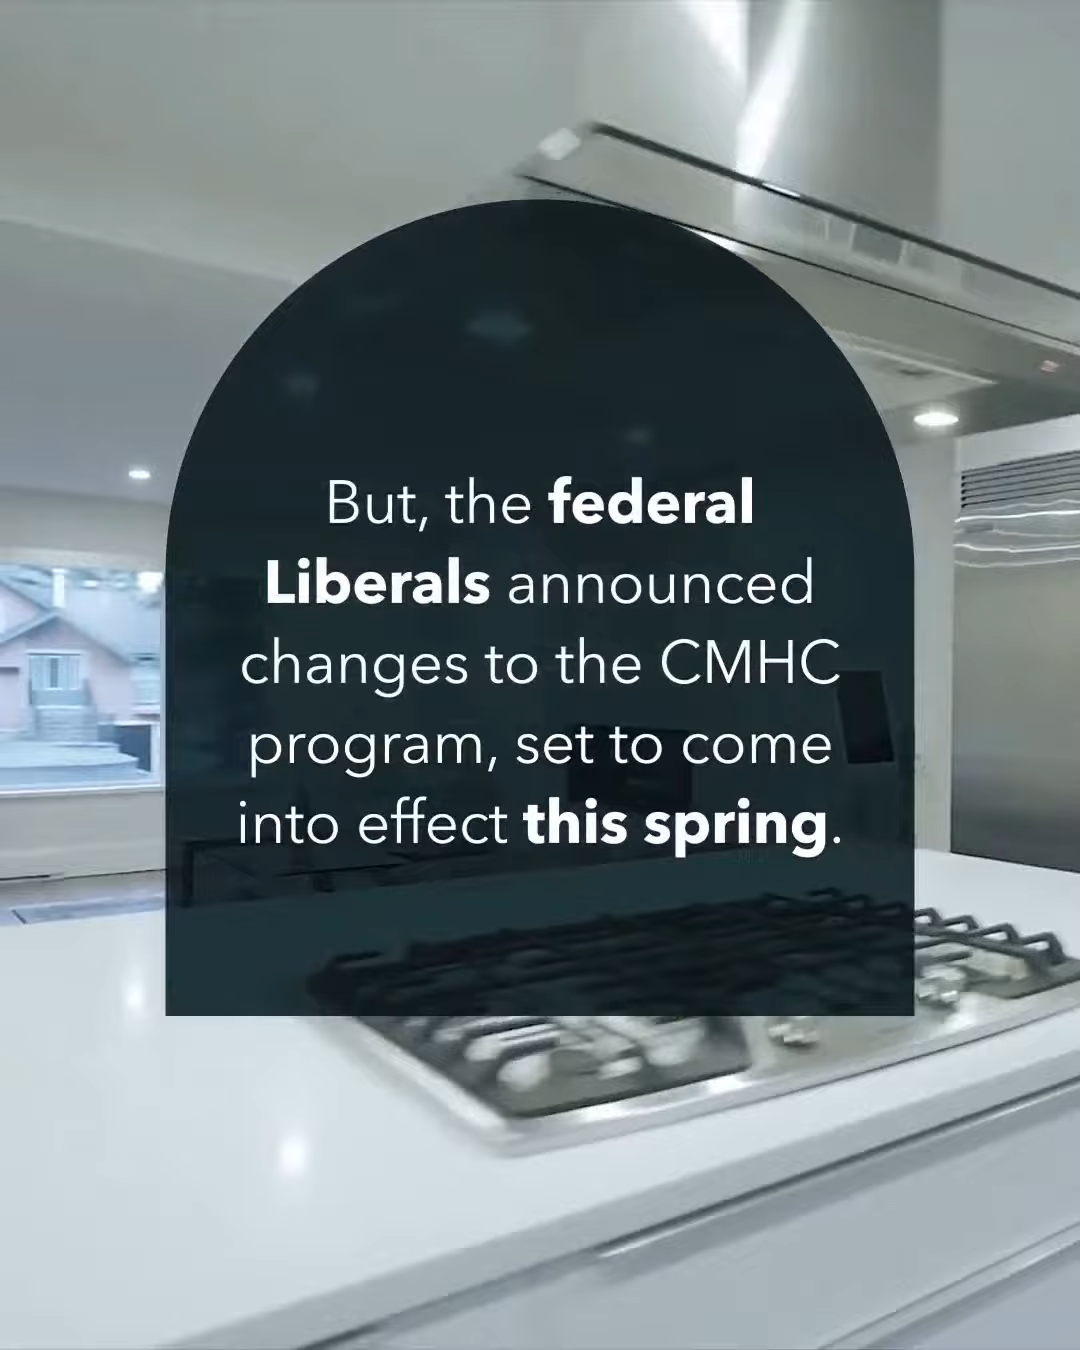 But, the federal
Liberals announced
changes to the CMHC
program, set to come
into effect this spring.